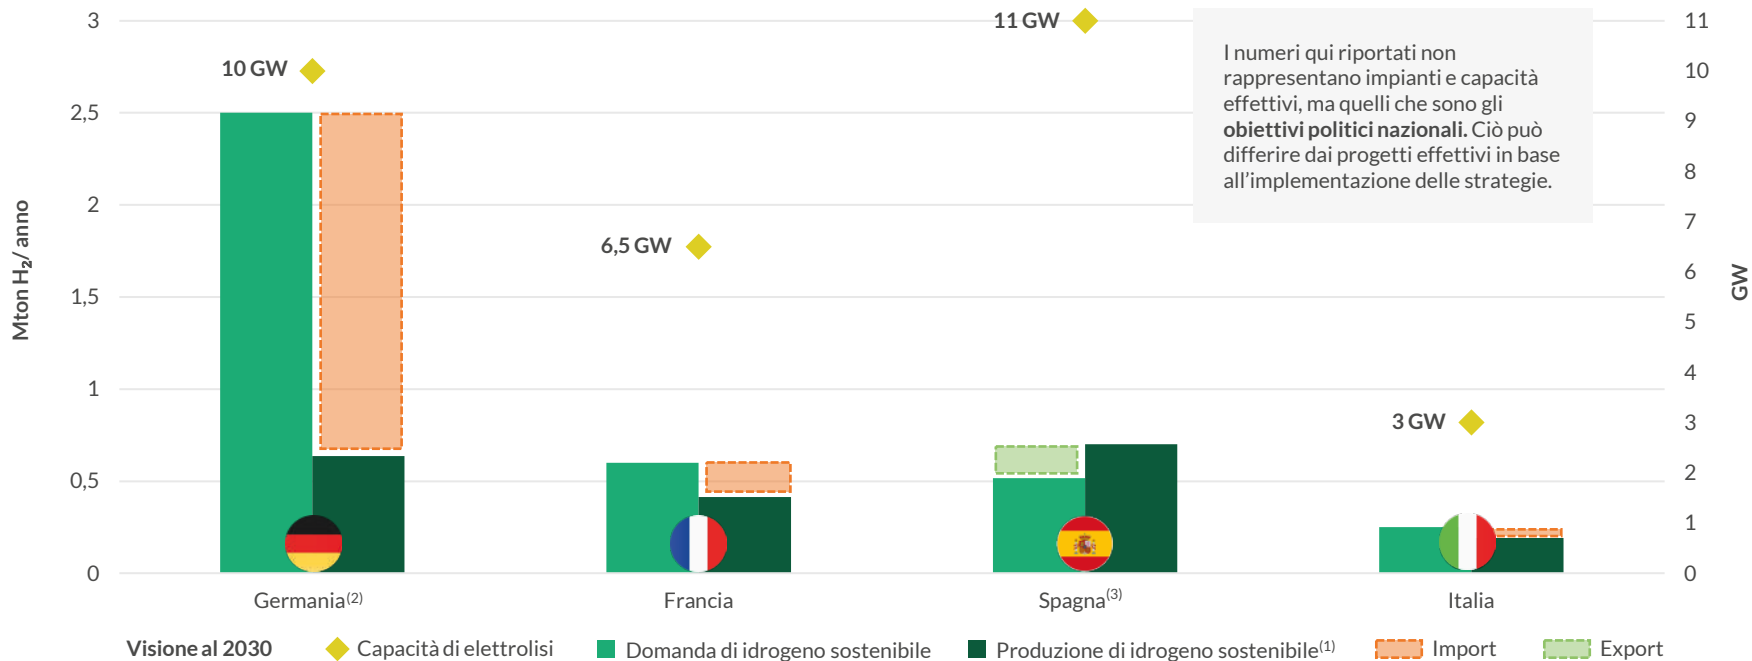 3
2,5
2
1,5
1
0,5
0
Mton H₂/ anno
10 GW
6,5 GW
11 GW
3 GW
I numeri qui riportati non
rappresentano impianti e capacità
effettivi, ma quelli che sono gli
obiettivi politici nazionali. Ciò può
differire dai progetti effettivi in base
all’implementazione delle strategie.
11
10
9
8
7
6
5
4
3
2
1
0
GW
Germania(2)
Francia
Spagna(3)
Italia
Visione al 2030
Capacità di elettrolisi
Domanda di idrogeno sostenibile
Produzione di idrogeno sostenibile(1)
Import
Export